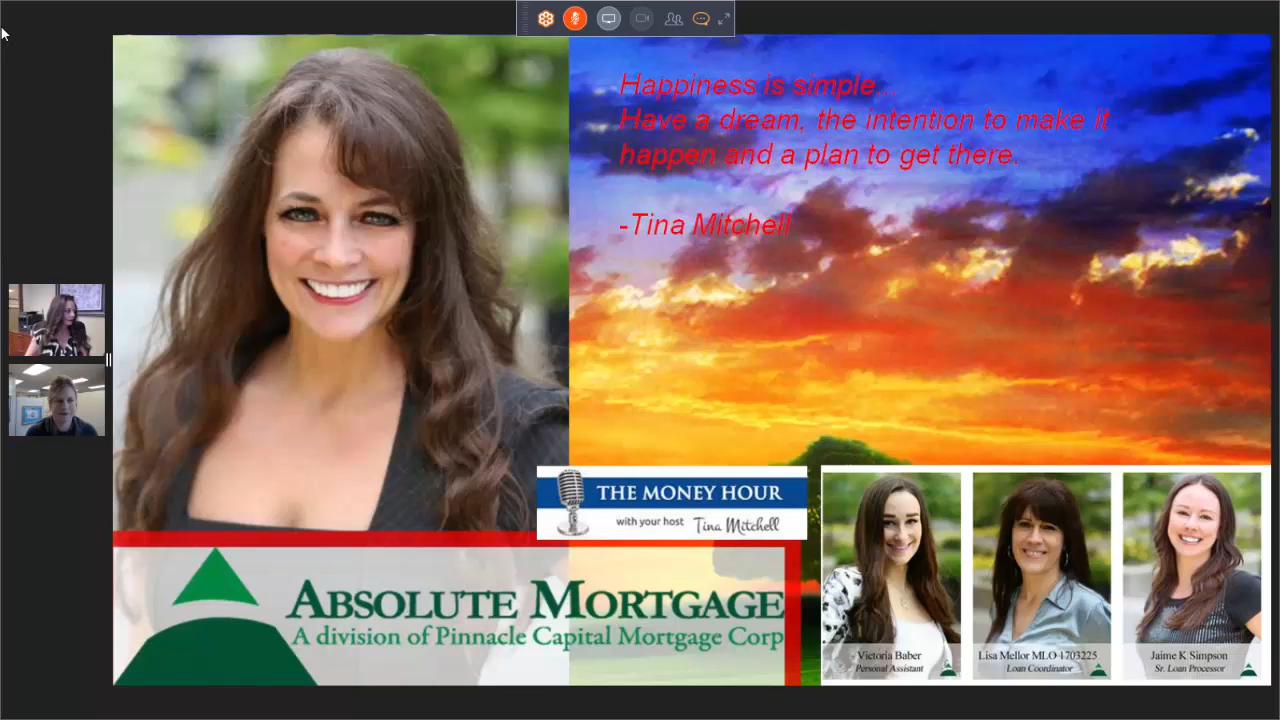 Happiness is simple...
Have a dream, the intention to make it
happen and a plan to get there.
-Tina Mitchell
THE MONEY HOUR
with your host Tina Mitchell
ABSOLUTE MORTGAGE
A division of Pinnacle Capital Mortgage Corp
Victoria Baber
Personal Assistant
Lisa Mellor MLO 1703225
Loan Coordinator
Jaime K Simpson
Sr. Loan Processor